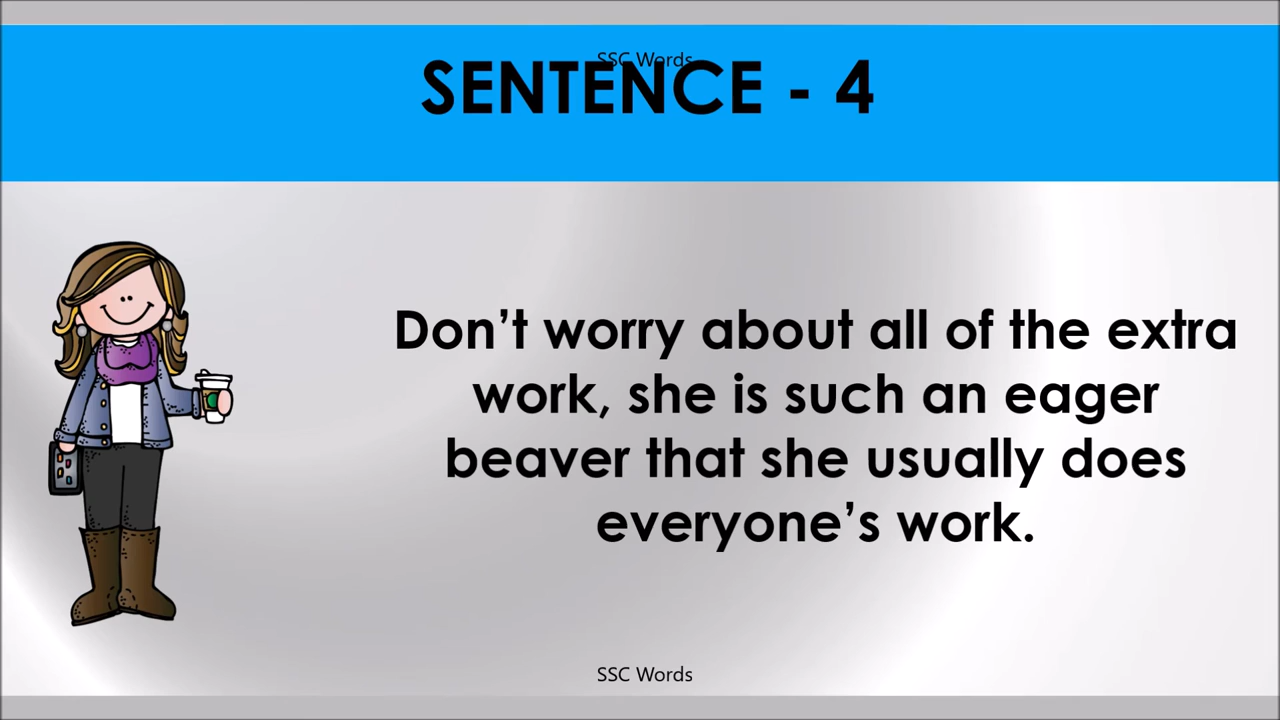 SSC Words
SENTENCE - 4
Don’t worry about all of the extra
work, she is such an eager
beaver that she usually does
everyone’s work.
SSC Words